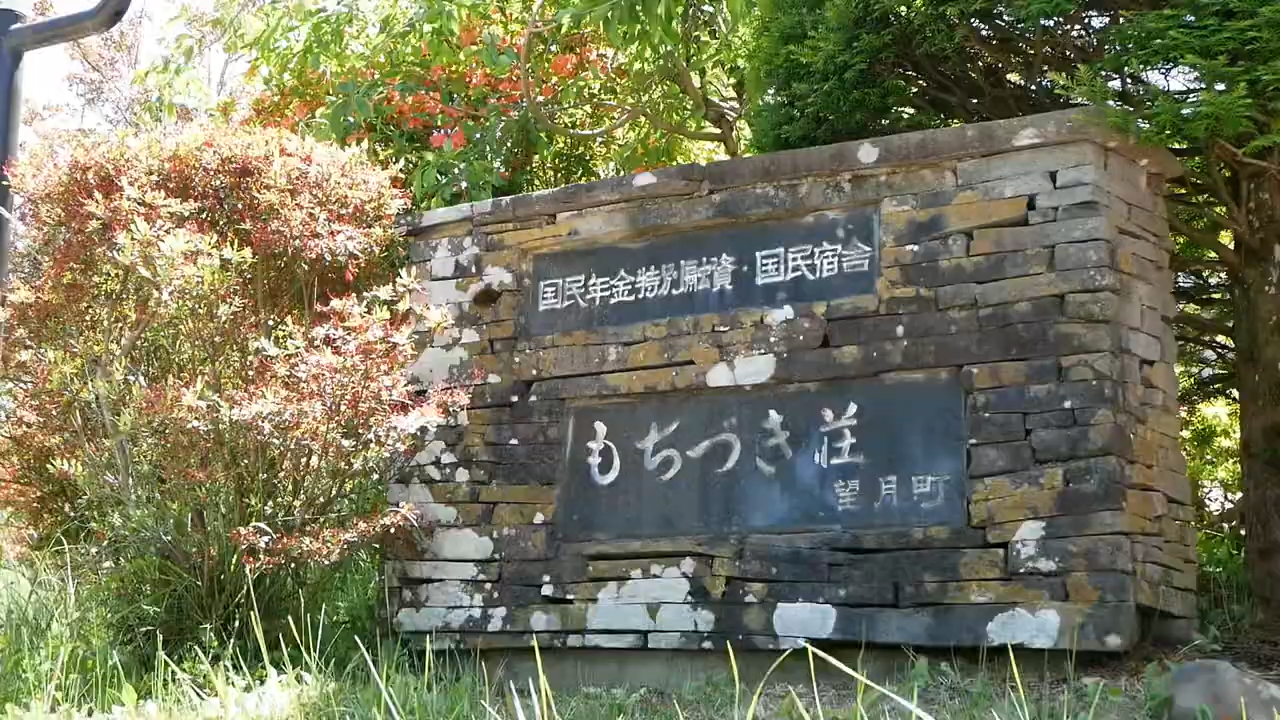 国民年金特別融資・国民宿舎
もちづき荘
望月町